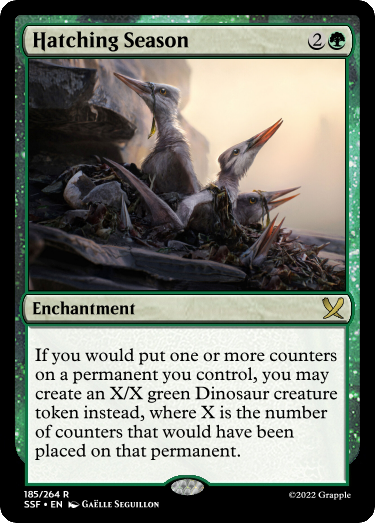 Hatching Season 2
Enchantment
If you would put one or more counters
on a permanent you control, you may
create an X/X green Dinosaur creature
token instead, where X is the number
of counters that would have been
placed on that permanent.
185/264 R
SSF • EN Gaëlle Seguillon
©2022 Grapple